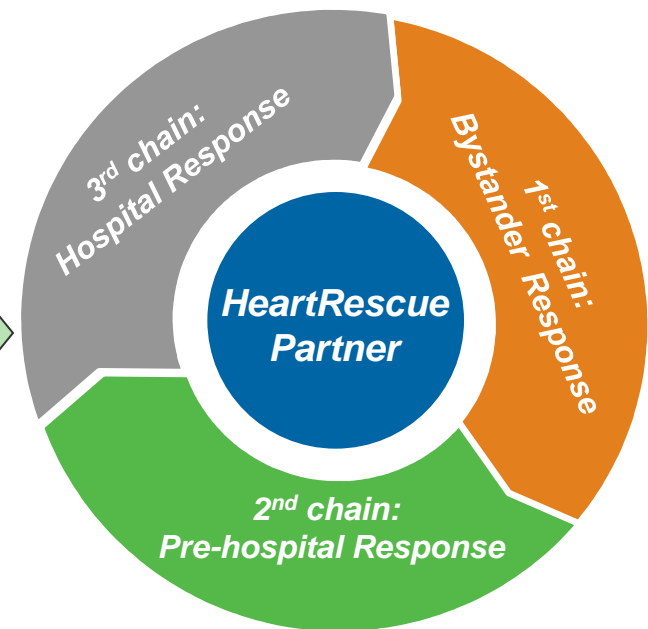 HeartRescue
Partner
1st chain:
Bystander Response
2nd chain:
Pre-hospital Response
3rd chain:
Hospital Response